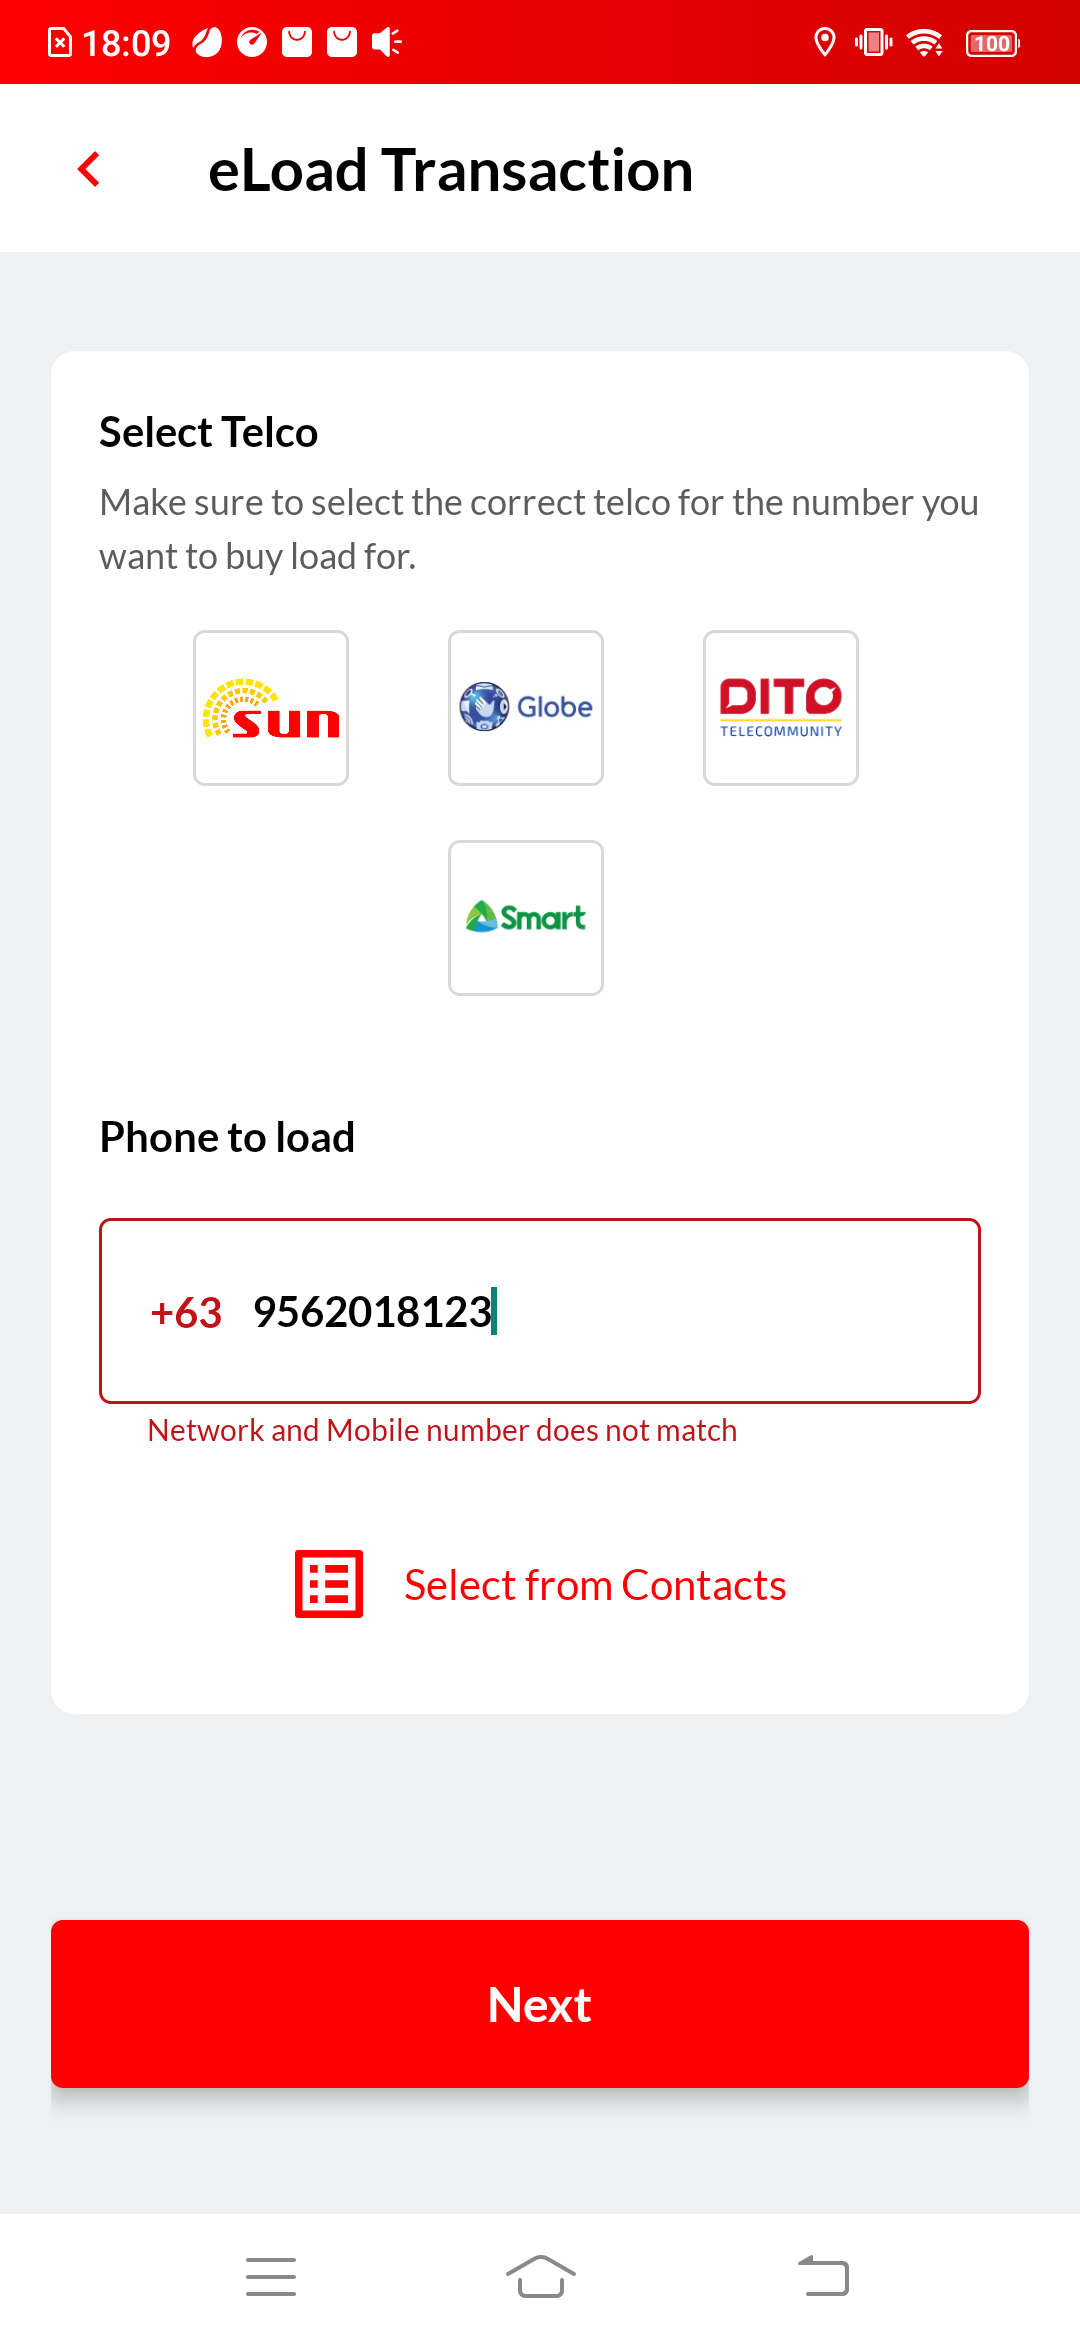 18:09
100
eLoad Transaction
Select Telco
Make sure to select the correct telco for the number you
want to buy load for.
sun
Globe
DITO
TELECOMMUNITY
Smart
Phone to load
+63 9562018123
Network and Mobile number does not match
Select from Contacts
Next